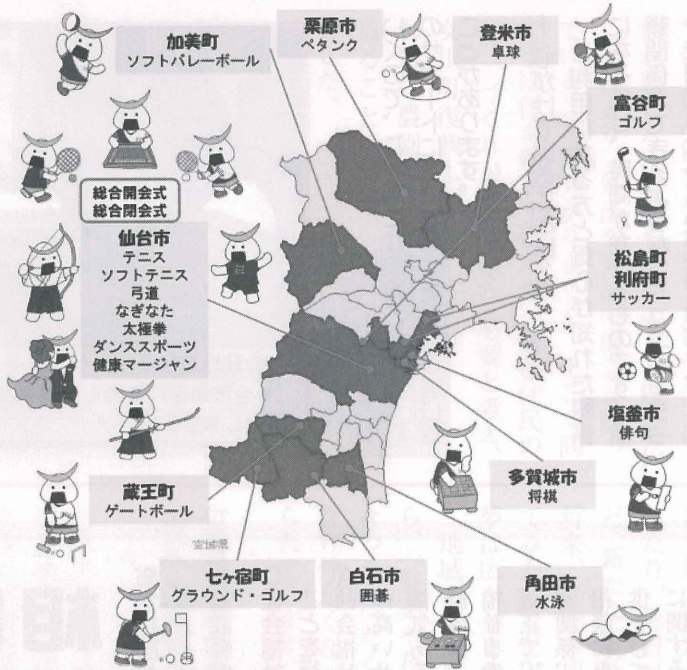 加美町
ソフトバレーボール
栗原市
ペタンク
登米市
卓球
富谷町
ゴルフ
総合開会式
総合閉会式
仙台市
テニス
ソフトテニス
弓道
なぎなた
太極拳
ダンススポーツ
健康マージャン
松島町
利府町
サッカー
塩釜市
俳句
多賀城市
将棋
蔵王町
ゲートボール
七ヶ宿町
グラウンド・ゴルフ
白石市
囲碁
角田市
水泳